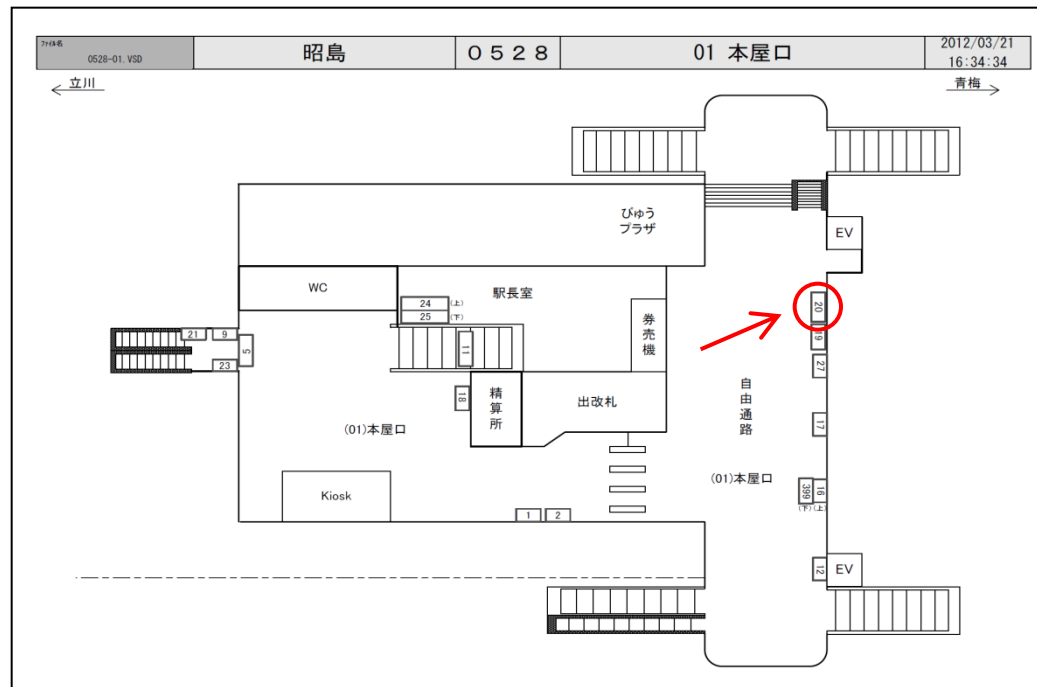 ファイル名
0528-01.VSD
昭島
0528
01 本屋口
2012/03/21
16:34:34
立川
青梅
びゅう
プラザ
EV
WC
駅長室
24 (上)
25 (下)
券売機
20
19
27
21
9
5
23
11
18
精算所
出改札
自由通路
17
(01)本屋口
(01)本屋口
Kiosk
399
16
(下)(上)
1
2
12
EV